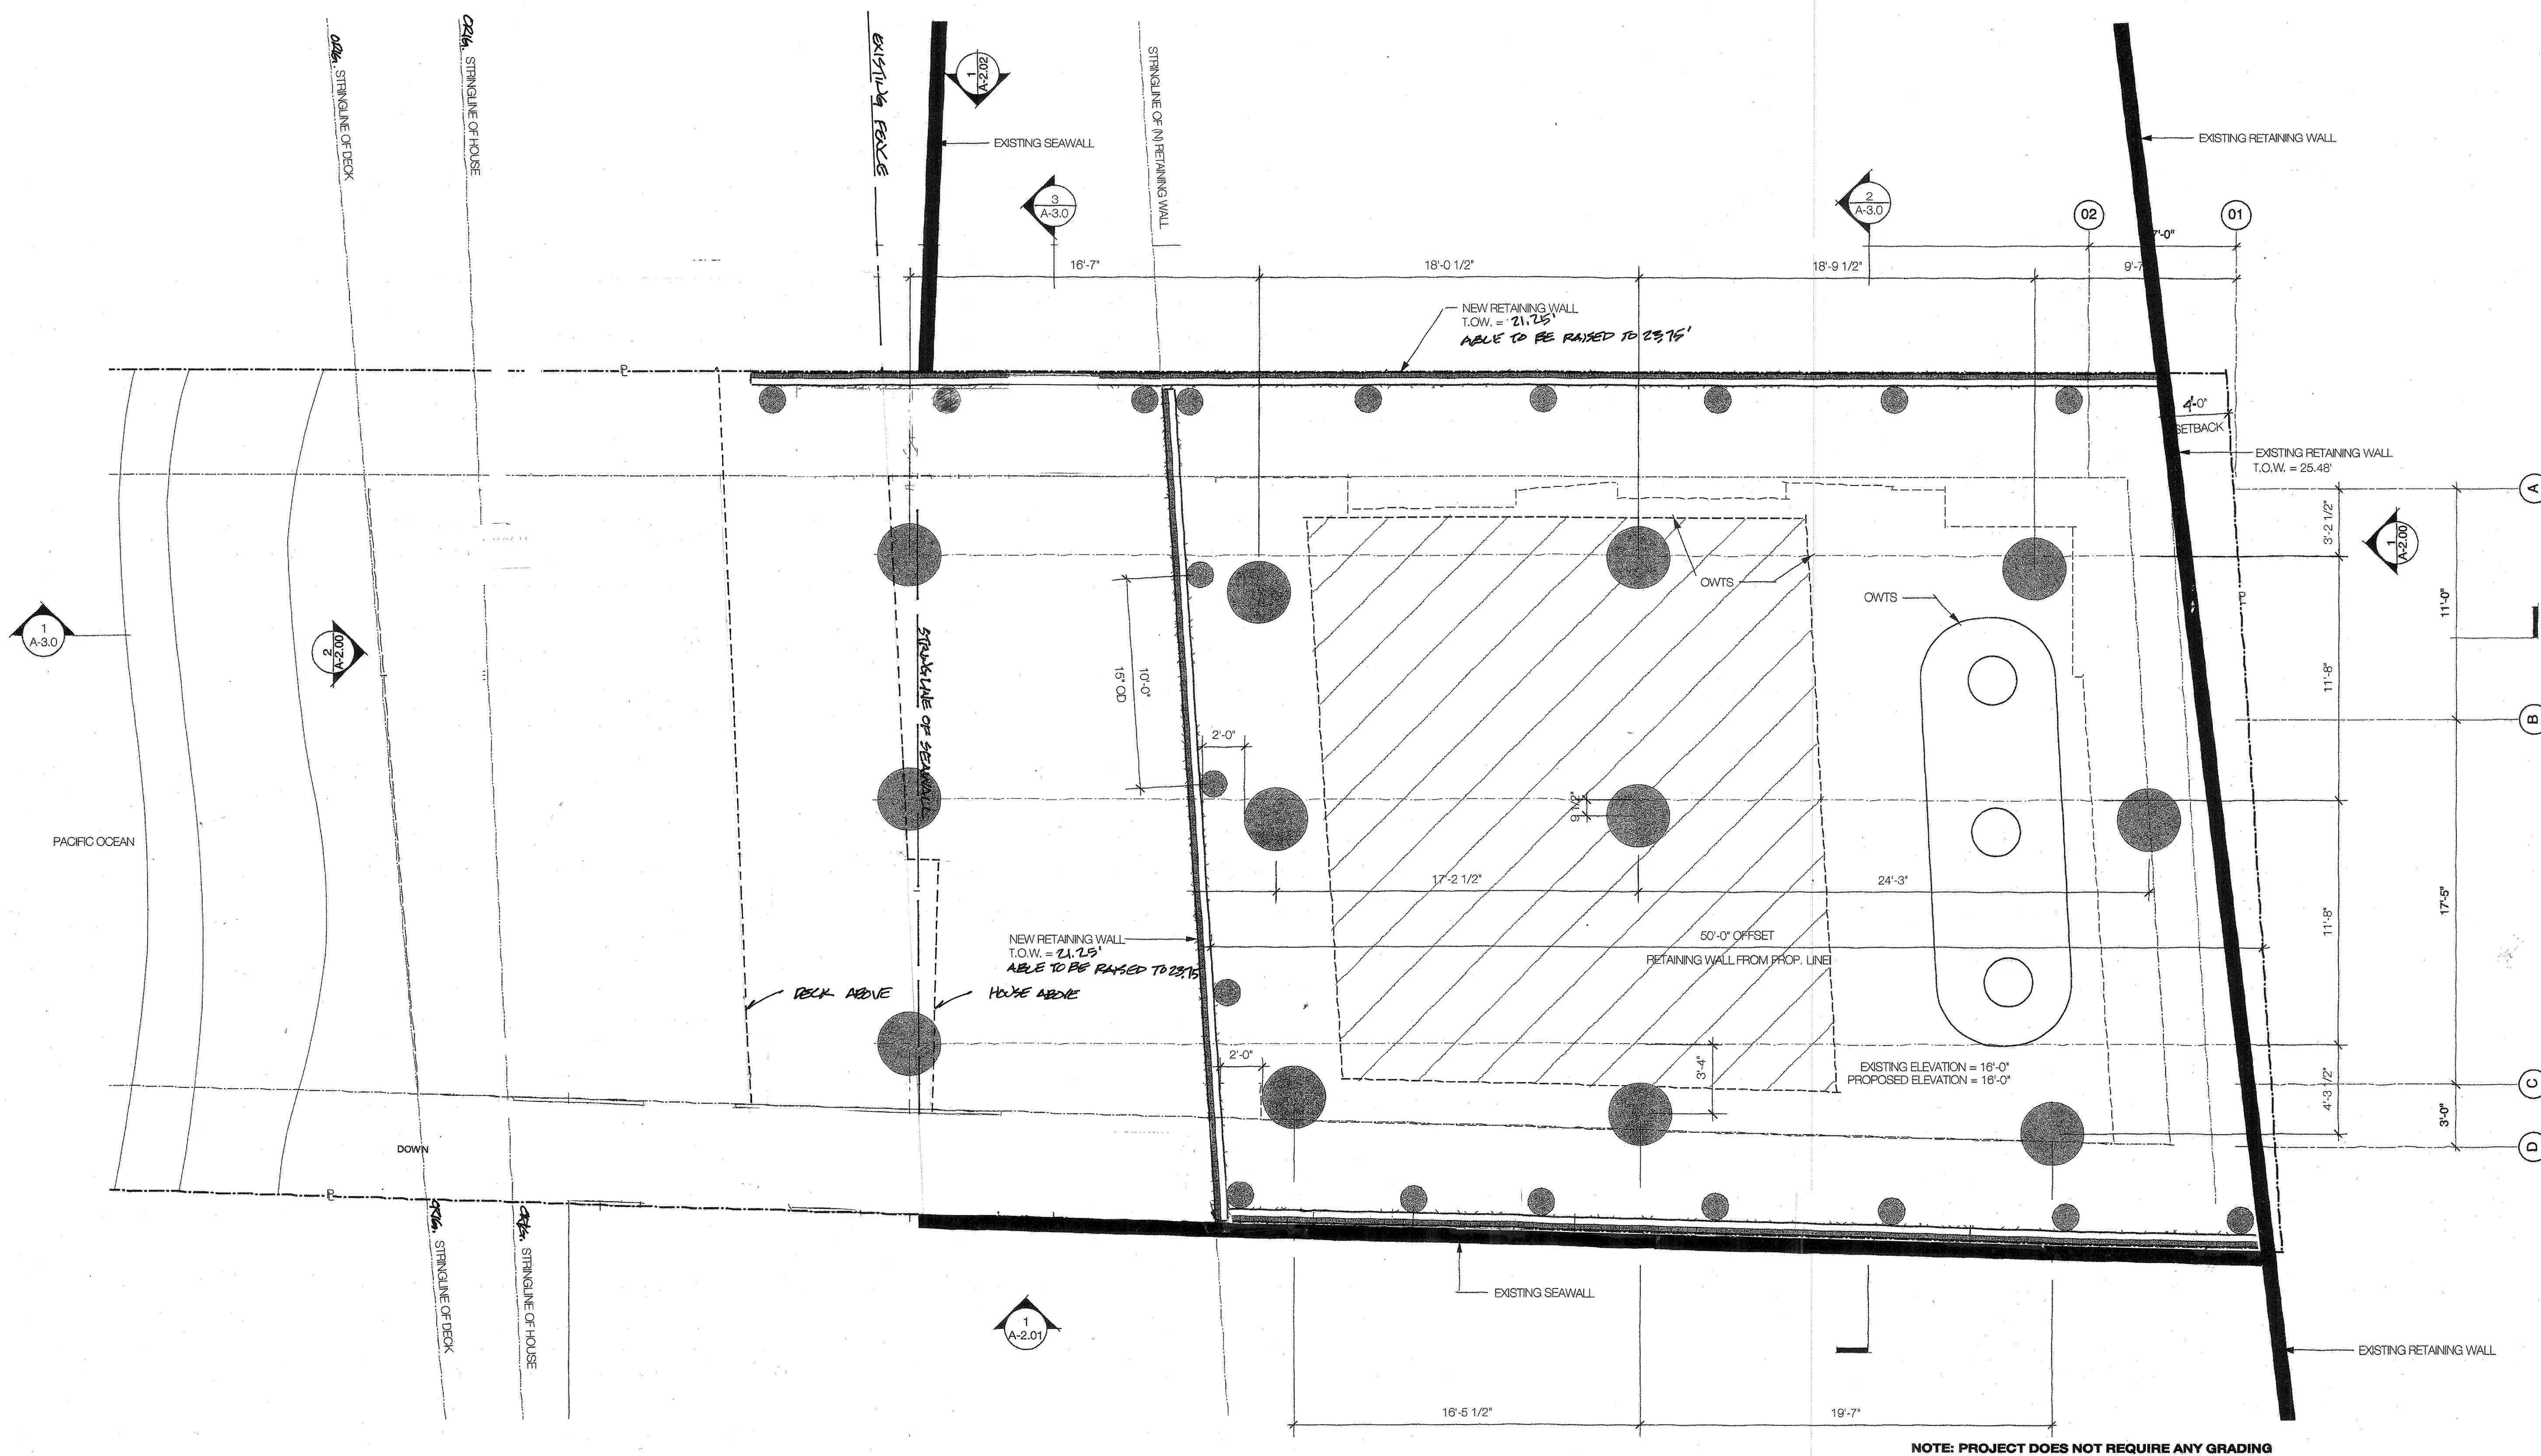 ORIG. STRINGLINE OF DECK
ORIG. STRINGLINE OF HOUSE
EXISTING FENCE
1
A-2.02
EXISTING SEAWALL
STRINGLINE OF (N) RETAINING WALL
3
A-3.0
2
A-3.0
EXISTING RETAINING WALL
02
01
7'-0"
16'-7"
18'-0 1/2"
18'-9 1/2"
9'-7
NEW RETAINING WALL
T.OW. = 21.25'
ABLE TO BE RAISED TO 23.75'
4'-0"
SETBACK
EXISTING RETAINING WALL
T.O.W. = 25.48'
A
3'-2 1/2"
1
A-2.00
OWTS
OWTS
11'-0"
1
A-3.0
2
A-2.00
STRINGLINE OF SEAWALL
10'-0"
15" OD
11'-8"
B
2'-0"
9 1/2"
PACIFIC OCEAN
17'-2 1/2"
24'-3"
17'-5"
11'-8"
50'-0" OFFSET
RETAINING WALL FROM PROP. LINE
NEW RETAINING WALL
T.O.W. = 21.25'
ABLE TO BE RAISED TO 23.75
DECK ABOVE
HOUSE ABOVE
2'-0"
3'-4"
EXISTING ELEVATION = 16'-0"
PROPOSED ELEVATION = 16'-0"
C
4'-3 1/2"
3'-0"
DOWN
D
ORIG. STRINGLINE OF DECK
ORIG. STRINGLINE OF HOUSE
EXISTING SEAWALL
1
A-2.01
EXISTING RETAINING WALL
16'-5 1/2"
19'-7"
NOTE: PROJECT DOES NOT REQUIRE ANY GRADING